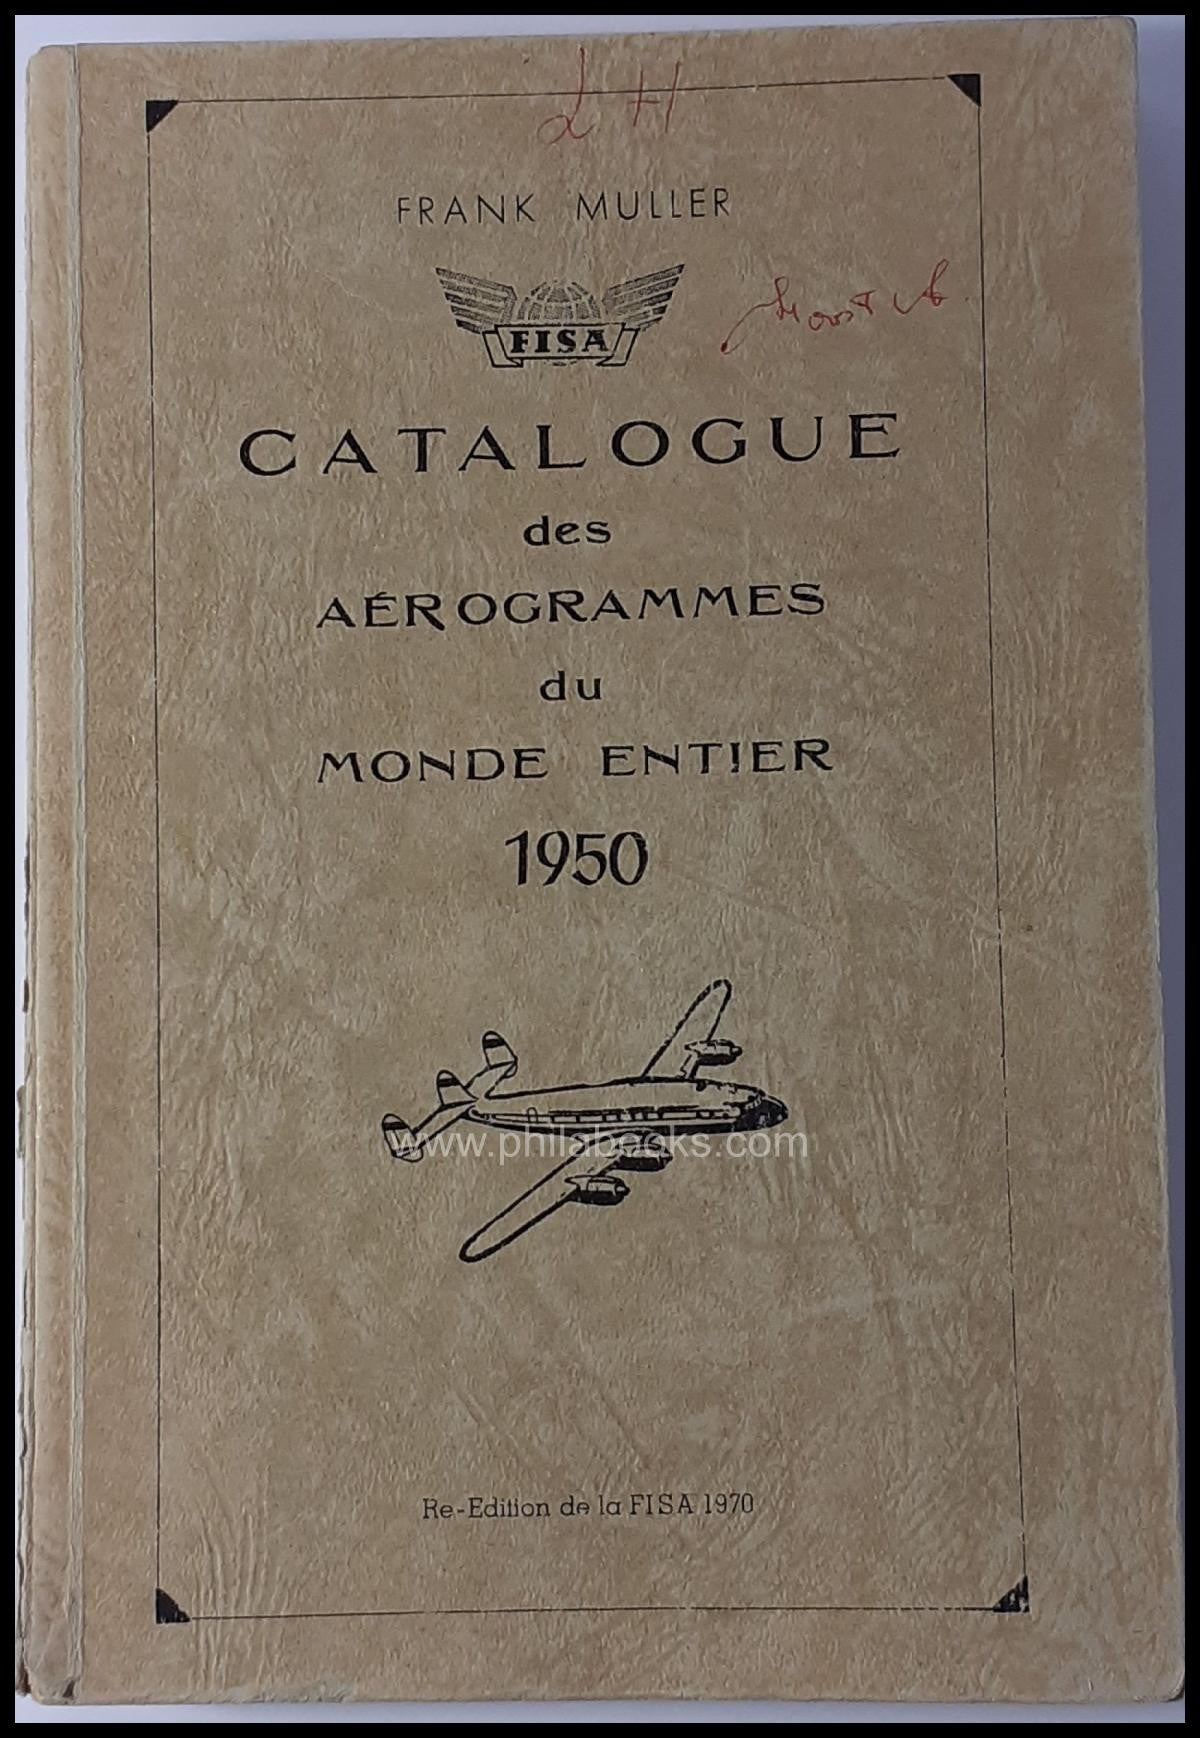 L H
FRANK MULLER
FISA
Horst
CATALOGUE
des
AÉROGRAMMES
du
MONDE ENTIER
1950
www.philabooks.com
Re-Edition de la FISA 1970